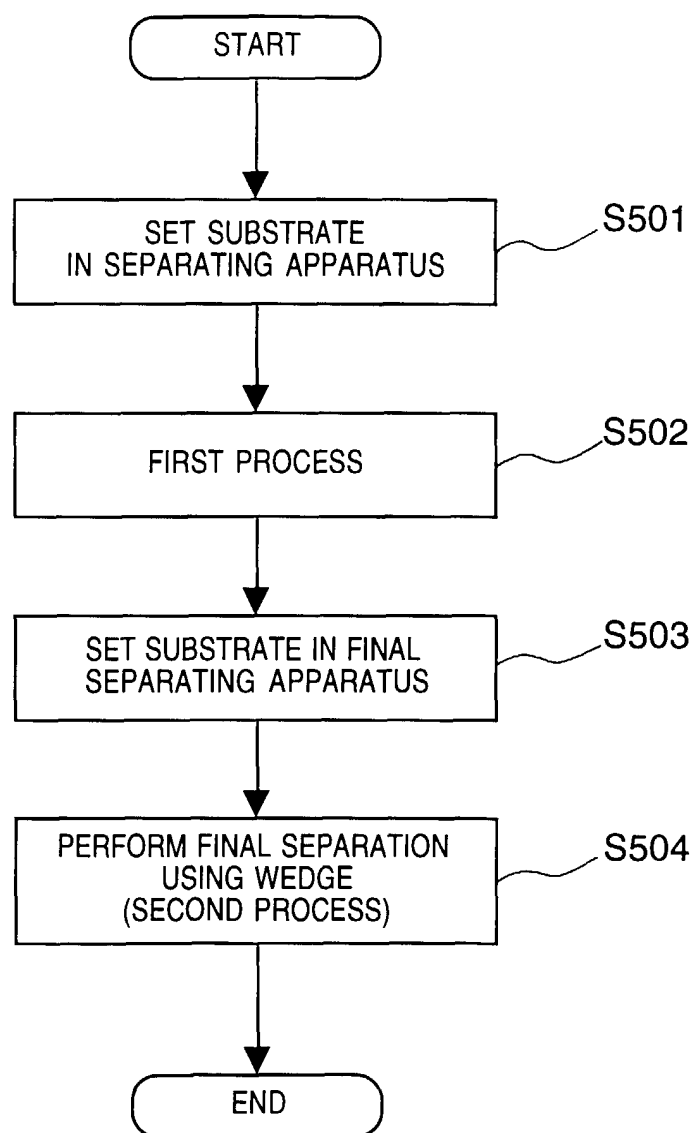 START
SET SUBSTRATE
IN SEPARATING APPARATUS
S501
FIRST PROCESS
S502
SET SUBSTRATE IN FINAL
SEPARATING APPARATUS
S503
PERFORM FINAL SEPARATION
USING WEDGE
(SECOND PROCESS)
S504
END